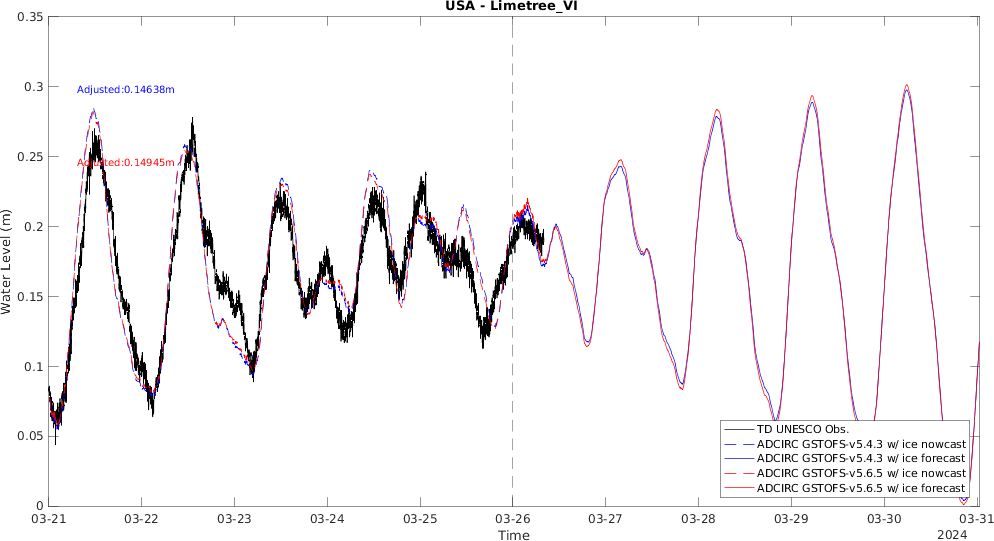 USA - Limetree_VI
0.35
0.3
0.25
0.2
0.15
0.1
0.05
0
Water Level (m)
Adjusted:0.14638m
Adjusted:0.14945m
TD UNESCO Obs.
ADCIRC GSTOFS-v5.4.3 w/ ice nowcast
ADCIRC GSTOFS-v5.4.3 w/ ice forecast
ADCIRC GSTOFS-v5.6.5 w/ ice nowcast
ADCIRC GSTOFS-v5.6.5 w/ ice forecast
03-21 03-22 03-23 03-24 03-25 03-26 03-27 03-28 03-29 03-30 03-31
Time
2024